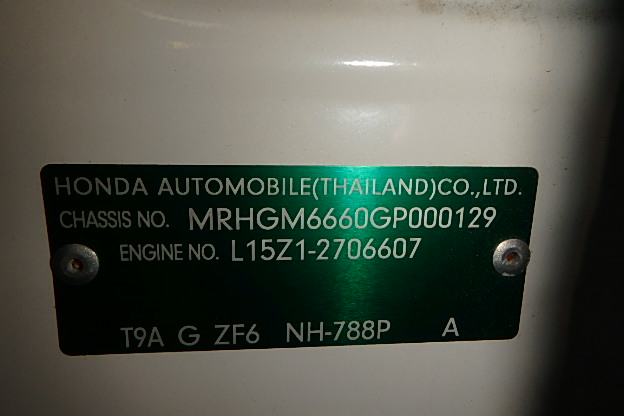 HONDA AUTOMOBILE(THAILAND)CO.,LTD.
CHASSIS NO. MRHGM6660GP000129
ENGINE NO. L15Z1-2706607
T9A G ZF6 NH-788P A